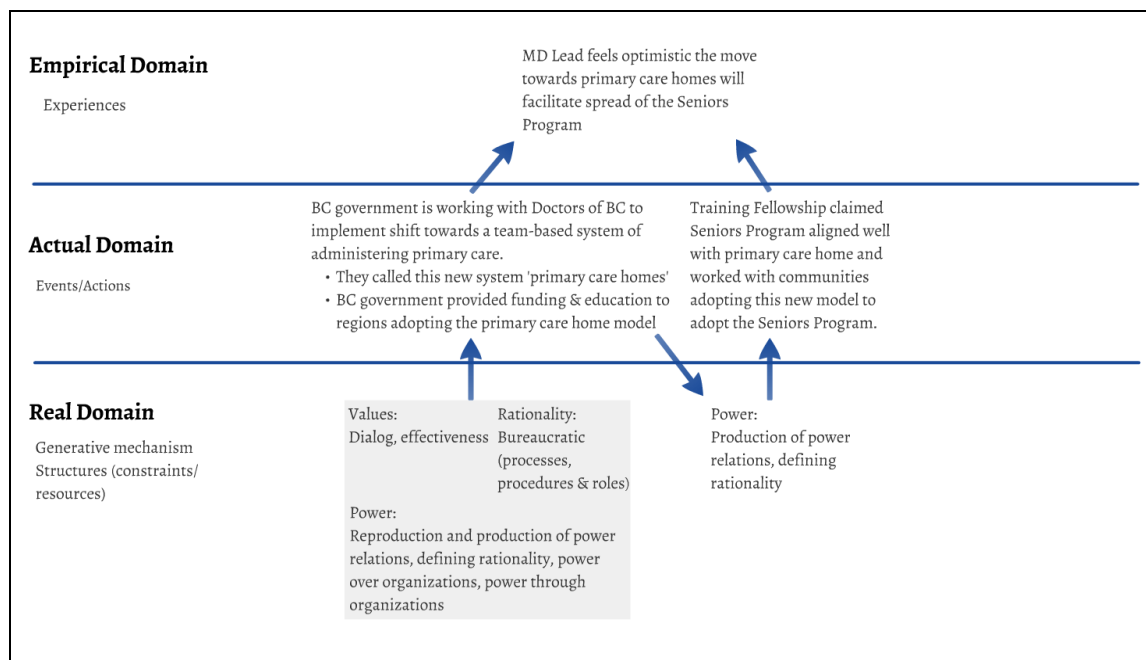 Empirical Domain
Experiences
MD Lead feels optimistic the move
towards primary care homes will
facilitate spread of the Seniors
Program
Actual Domain
Events/Actions
BC government is working with Doctors of BC to
implement shift towards a team-based system of
administering primary care.
• They called this new system 'primary care homes'
• BC government provided funding & education to
regions adopting the primary care home model
Training Fellowship claimed
Seniors Program aligned well
with primary care home and
worked with communities
adopting this new model to
adopt the Seniors Program.
Real Domain
Generative mechanism
Structures (constraints/
resources)
Values:
Dialog, effectiveness
Rationality:
Bureaucratic
(processes,
procedures & roles)
Power:
Reproduction and production of power
relations, defining rationality, power
over organizations, power through
organizations
Power:
Production of power
relations, defining
rationality